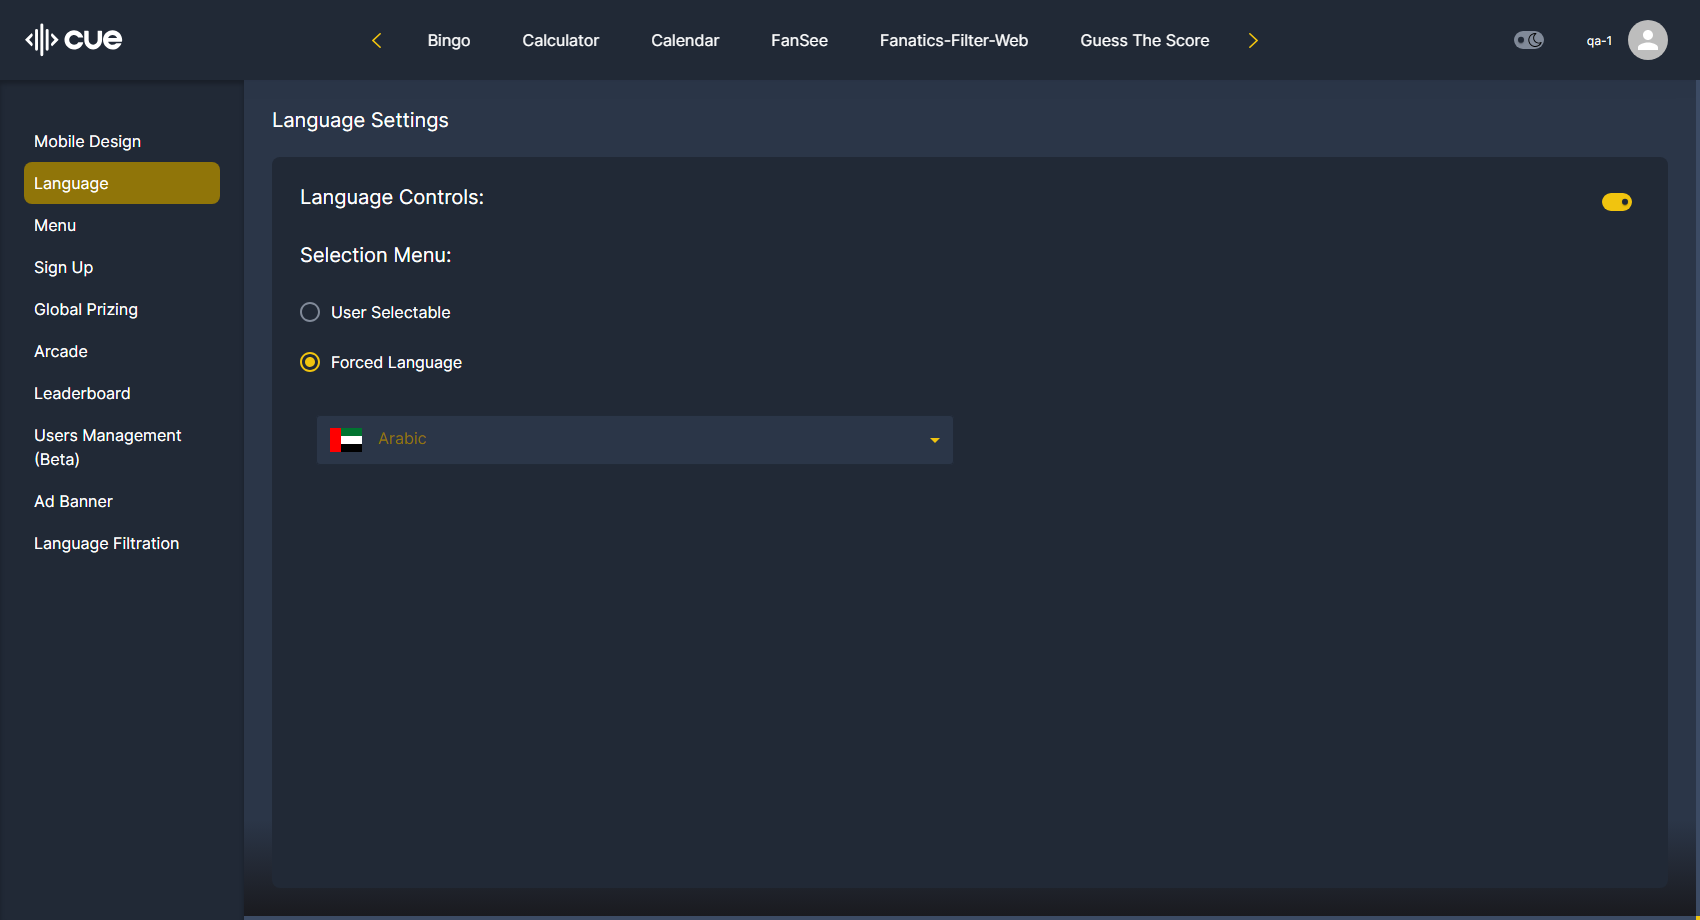 cue
Bingo
Calculator
Calendar
FanSee
Fanatics-Filter-Web
Guess The Score
qa-1
Mobile Design
Language
Menu
Sign Up
Global Prizing
Arcade
Leaderboard
Users Management
(Beta)
Ad Banner
Language Filtration
Language Settings
Language Controls:
Selection Menu:
User Selectable
Forced Language
Arabic